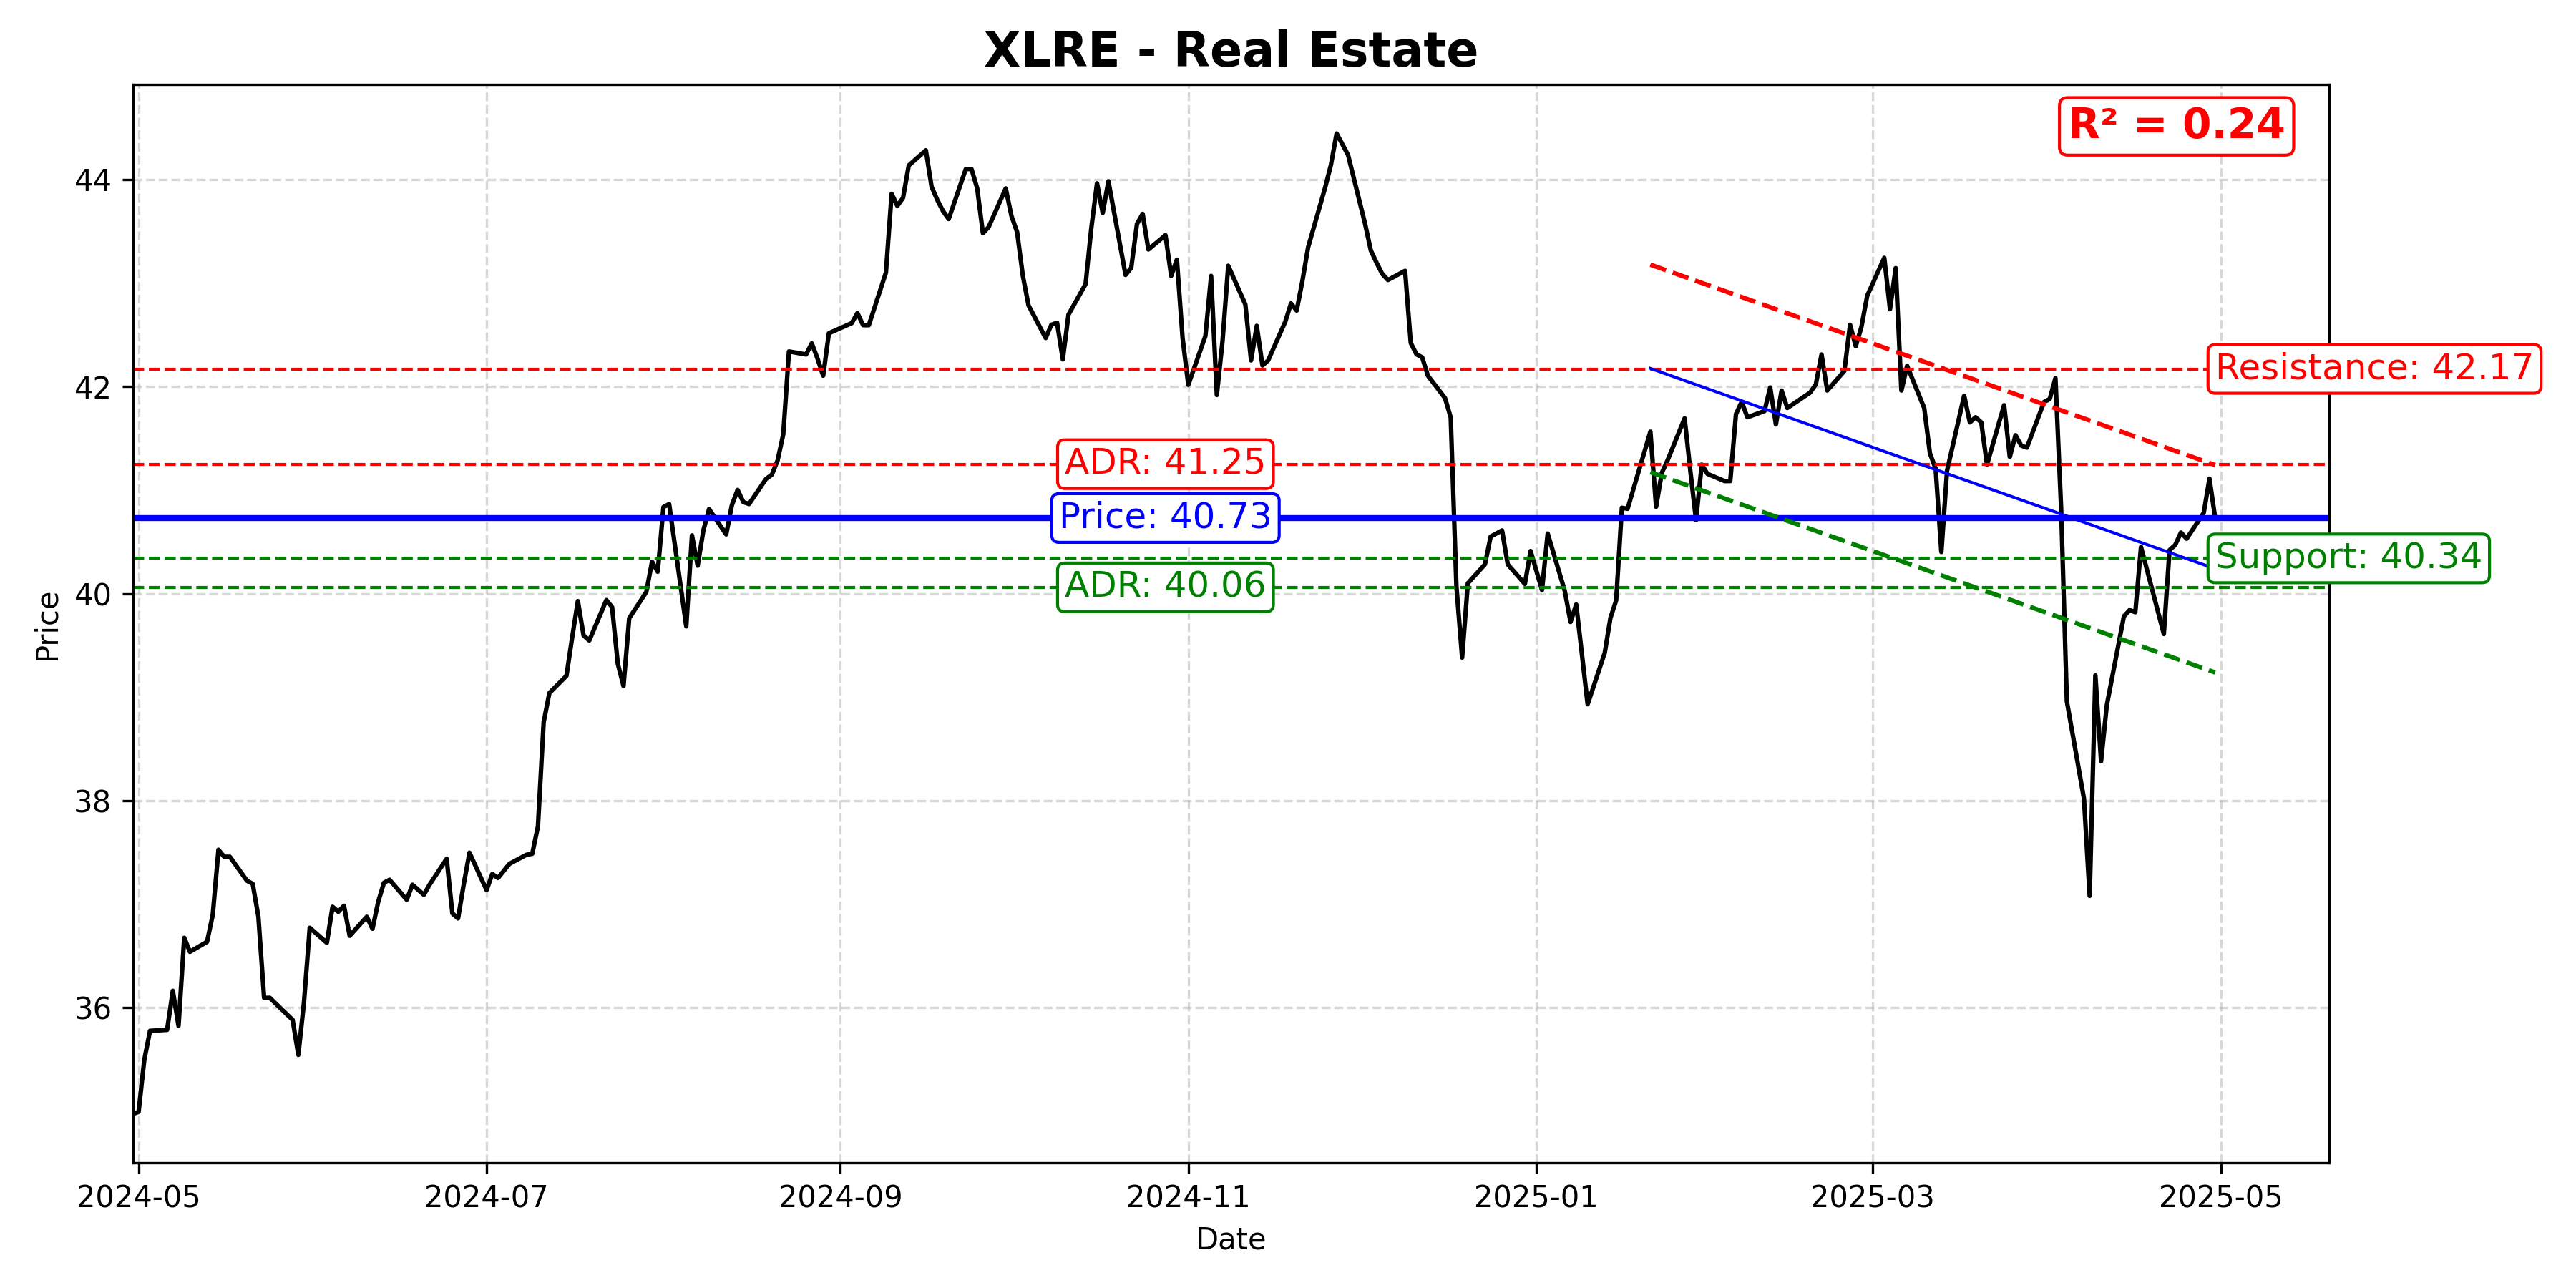 XLRE - Real Estate
R² = 0.24
44
42
40
38
36
Price
Resistance: 42.17
ADR: 41.25
Price: 40.73
Support: 40.34
ADR: 40.06
2024-05
2024-07
2024-09
2024-11
2025-01
2025-03
2025-05
Date